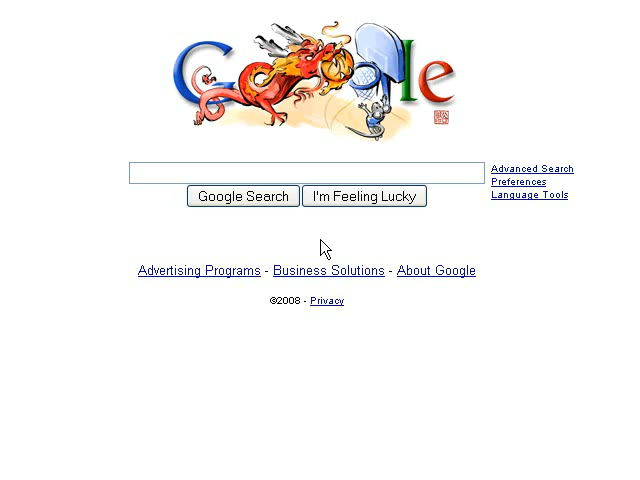 Google
Advanced Search
Preferences
Language Tools
Google Search I'm Feeling Lucky
Advertising Programs - Business Solutions - About Google
©2008 - Privacy